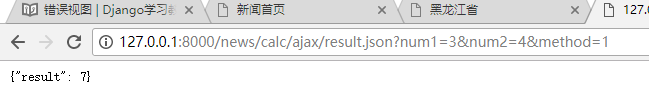 错误视图 | Django学习
新闻首页
黑龙江省
127.0
127.0.0.1:8000/news/calc/ajax/result.json?num1=3&num2=4&method=1
{"result": 7}